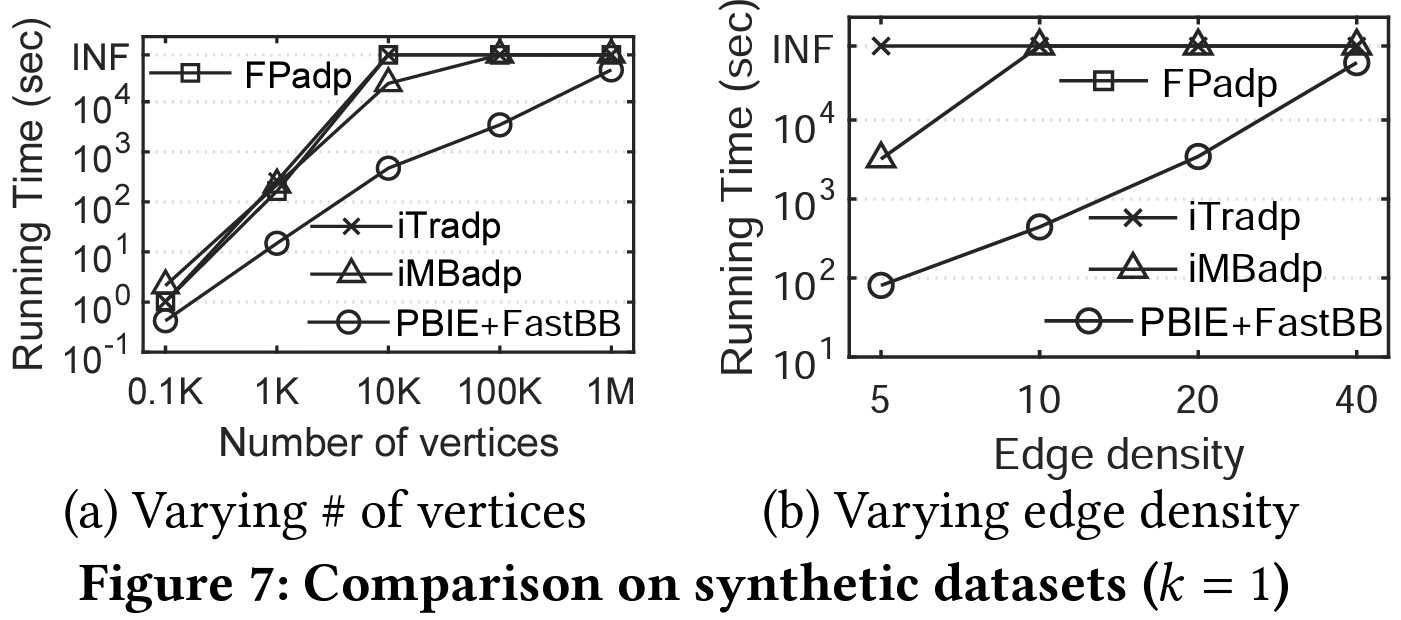 Running Time (sec)
INF
10^4
10^3
10^2
10^1
10^0
10^-1
FPadp
iTradp
iMBadp
PBIE+FastBB
0.1K 1K 10K 100K 1M
Number of vertices
(a) Varying # of vertices
Running Time (sec)
INF
10^4
10^3
10^2
10^1
FPadp
iTradp
iMBadp
PBIE+FastBB
5 10 20 40
Edge density
(b) Varying edge density
Figure 7: Comparison on synthetic datasets (k = 1)